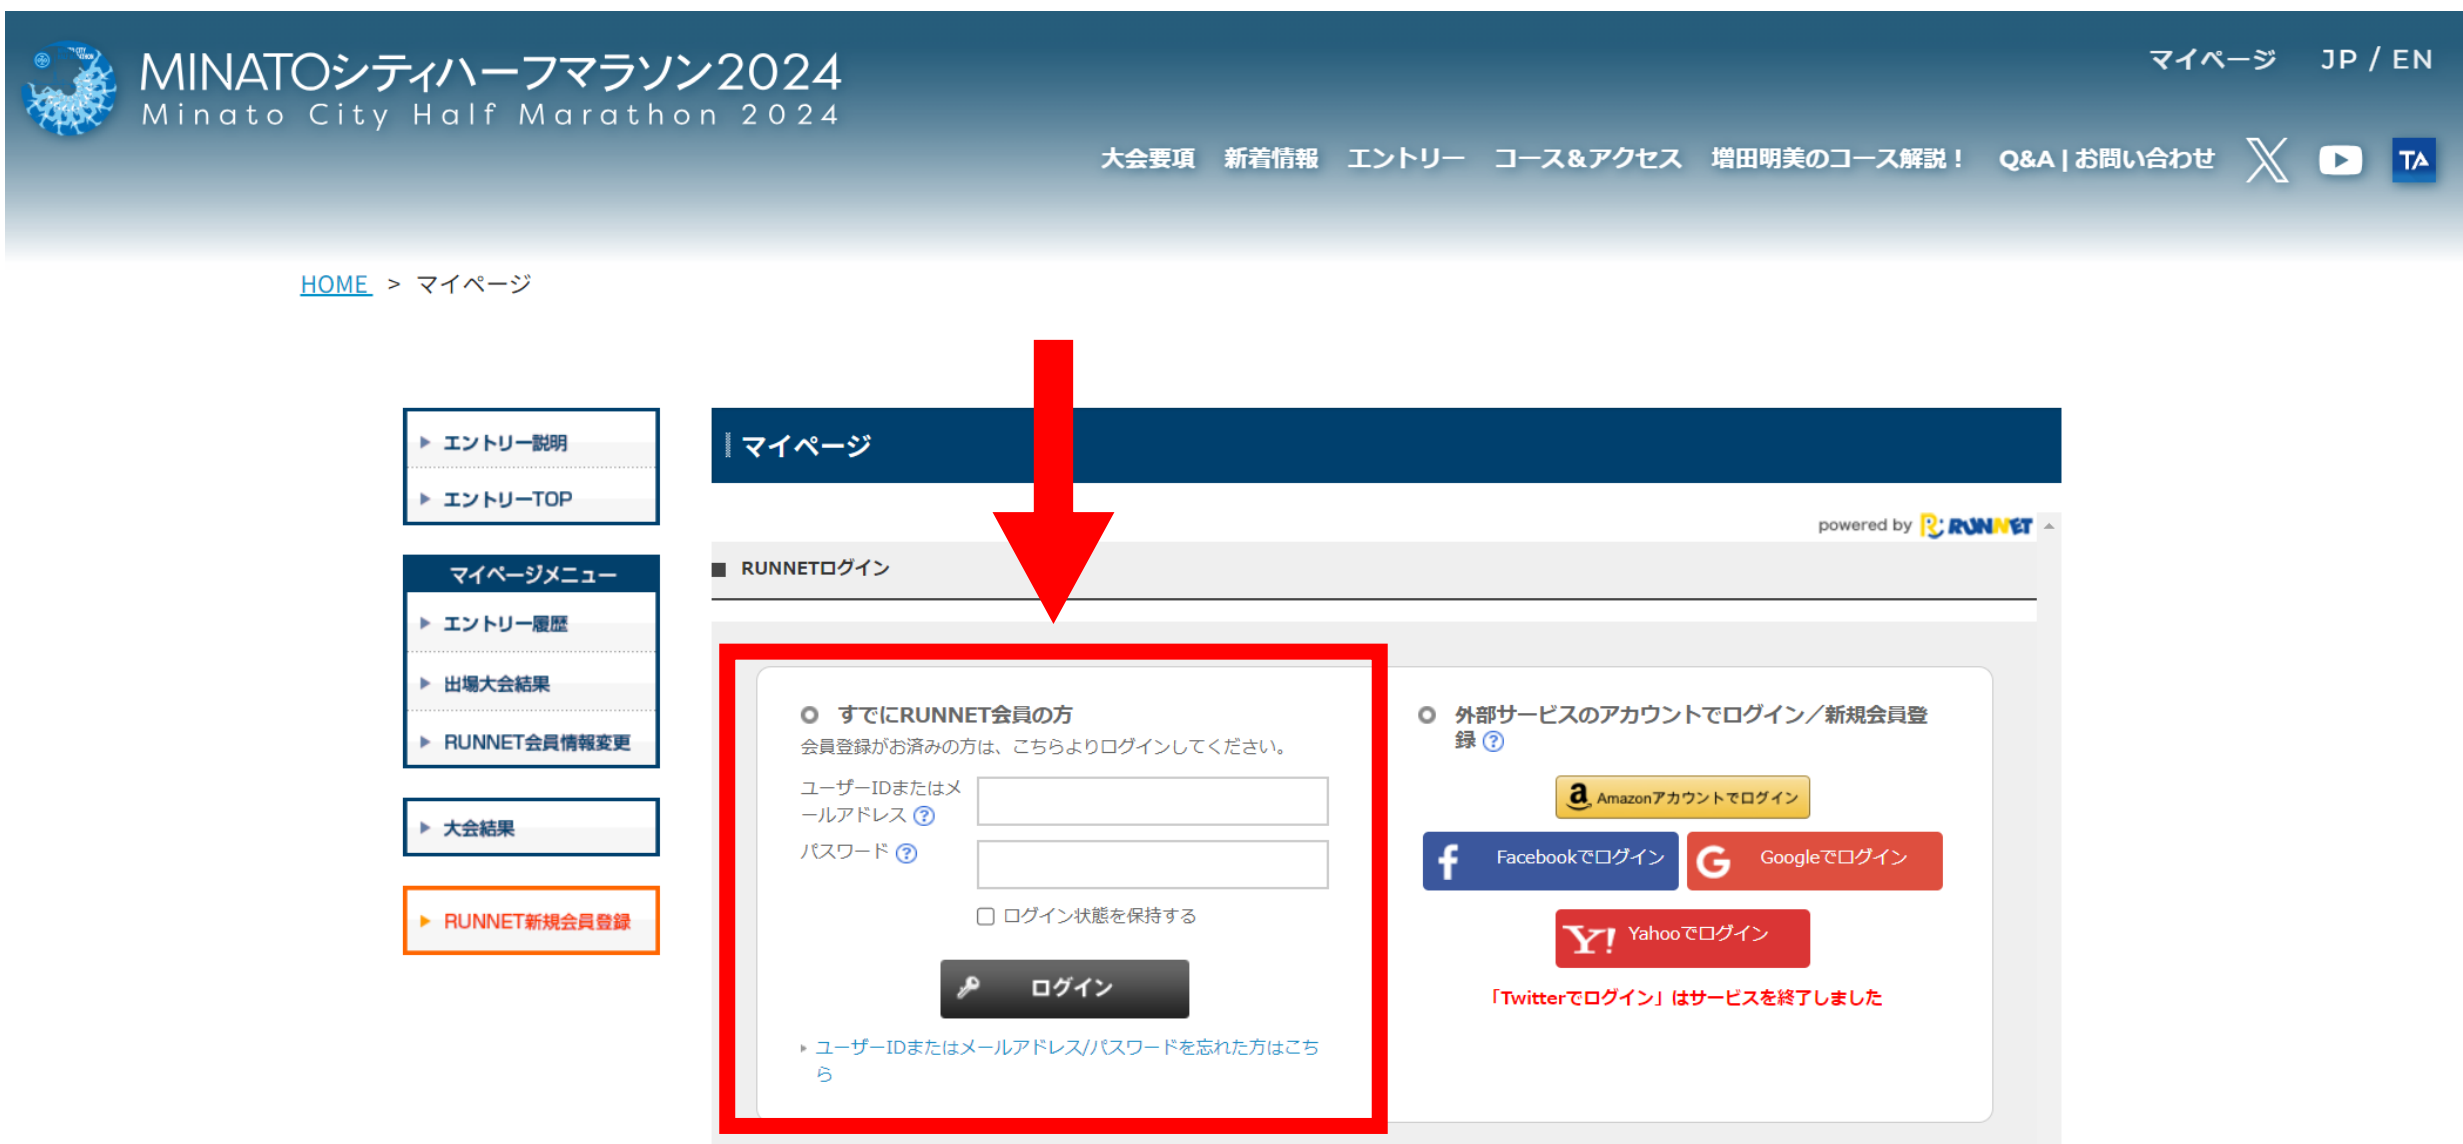 MINATOシティハーフマラソン2024
Minato City Half Marathon 2024
マイページ JP / EN
大会要項 新着情報 エントリー コース&アクセス 増田明美のコース解説！ Q&A | お問い合わせ
TA
HOME > マイページ
エントリー説明
エントリーTOP
マイページメニュー
エントリー履歴
出場大会結果
RUNNET会員情報変更
大会結果
RUNNET新規会員登録
マイページ
powered by RUNNET
■ RUNNETログイン
すでにRUNNET会員の方
会員登録がお済みの方は、こちらよりログインしてください。
ユーザーIDまたはメ
ールアドレス ?
パスワード ?
ログイン状態を保持する
ログイン
ユーザーIDまたはメールアドレス/パスワードを忘れた方はこち
ら
外部サービスのアカウントでログイン／新規会員登
録 ?
a Amazonアカウントでログイン
f Facebookでログイン
G Googleでログイン
Y! Yahooでログイン
「Twitterでログイン」はサービスを終了しました